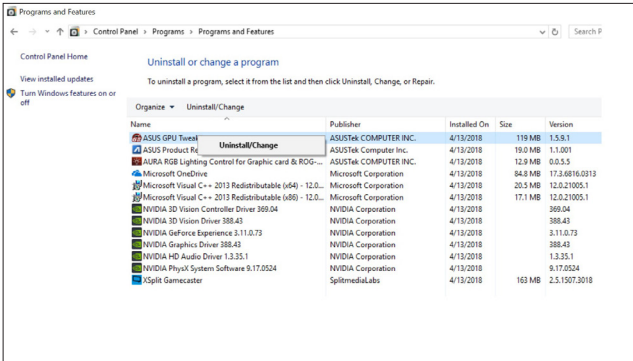 Programs and Features
Control Panel > Programs > Programs and Features
Search P
Control Panel Home
View installed updates
Turn Windows features on or
off
Uninstall or change a program
To uninstall a program, select it from the list and then click Uninstall, Change, or Repair.
Organize Uninstall/Change
Name Publisher Installed On Size Version
ASUS GPU Tweak ASUSTek COMPUTER INC. 4/13/2018 119 MB 1.5.9.1
Uninstall/Change
ASUS Product Re ASUSTek Computer Inc. 4/13/2018 19.0 MB 1.1.001
AURA RGB Lighting Control for Graphic card & ROG-... ASUSTek COMPUTER INC. 4/13/2018 12.9 MB 0.0.5.5
Microsoft OneDrive Microsoft Corporation 4/13/2018 84.8 MB 17.3.6816.0313
Microsoft Visual C++ 2013 Redistributable (x64) - 12.0... Microsoft Corporation 4/13/2018 20.5 MB 12.0.21005.1
Microsoft Visual C++ 2013 Redistributable (x86) - 12.0... Microsoft Corporation 4/13/2018 17.1 MB 12.0.21005.1
NVIDIA 3D Vision Controller Driver 369.04 NVIDIA Corporation 4/13/2018 369.04
NVIDIA 3D Vision Driver 388.43 NVIDIA Corporation 4/13/2018 388.43
NVIDIA GeForce Experience 3.11.0.73 NVIDIA Corporation 4/13/2018 3.11.0.73
NVIDIA Graphics Driver 388.43 NVIDIA Corporation 4/13/2018 388.43
NVIDIA HD Audio Driver 1.3.35.1 NVIDIA Corporation 4/13/2018 1.3.35.1
NVIDIA PhysX System Software 9.17.0524 NVIDIA Corporation 4/13/2018 9.17.0524
XSplit Gamecaster SplitmediaLabs 4/13/2018 163 MB 2.5.1507.3018